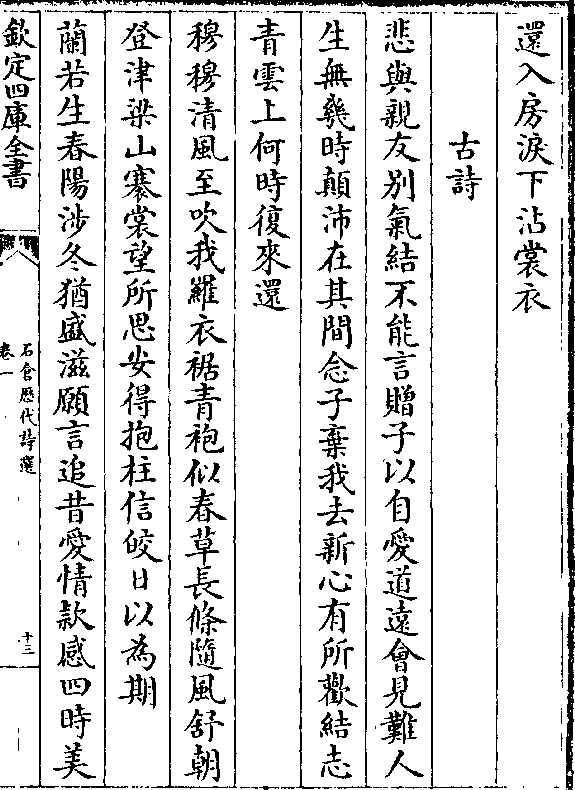 還入房淚下沾裳衣
古詩
悲與親友别氣結不能言贈子以自愛道遠會見難人
生無幾時顛沛在其間念子棄我去新心有所歡結志
青雲上何時復來還
穆穆清風至吹我羅衣裾青袍似春草長條隨風舒朝
登津梁山褰裳望所思安得抱柱信皎日以為期
蘭若生春陽涉冬猶盛滋願言追昔愛情款感四時美
欽定四庫全書
石倉歷代詩選
卷一
十三